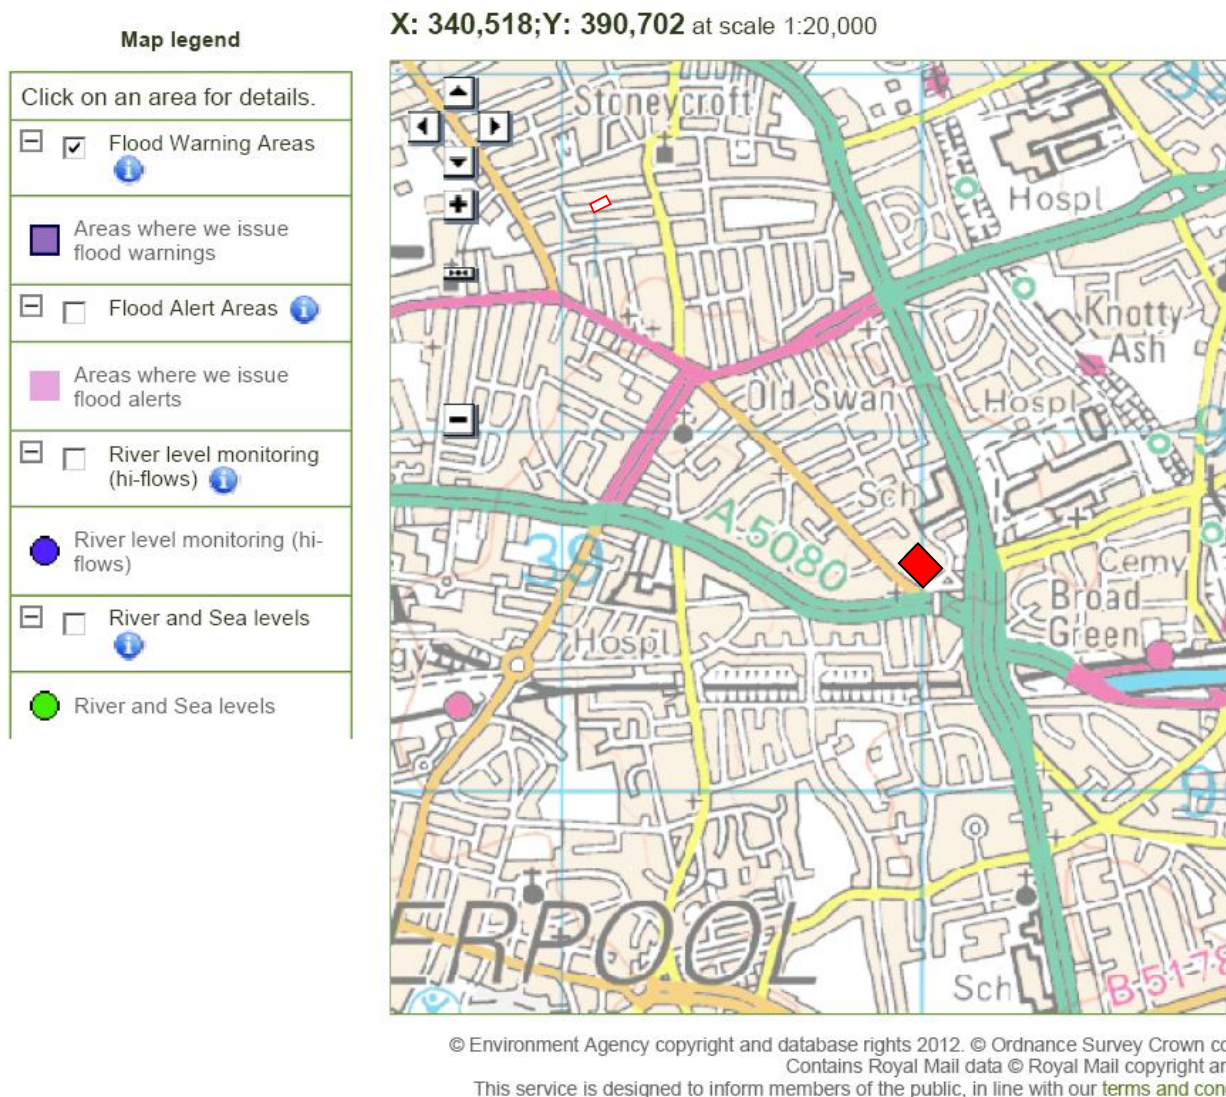 Map legend
Click on an area for details.
Flood Warning Areas
Areas where we issue
flood warnings
Flood Alert Areas
Areas where we issue
flood alerts
River level monitoring
(hi-flows)
River level monitoring (hi-
flows)
River and Sea levels
River and Sea levels
X: 340,518;Y: 390,702 at scale 1:20,000
Stoneycroft
Hospl
Knotty
Ash
Old Swan
Hospl
Sch
A 5080
39
Cemy
Broad
Green
Hospl
gy
9
ERPOOL
Sch
B 5178
© Environment Agency copyright and database rights 2012. © Ordnance Survey Crown co
Contains Royal Mail data © Royal Mail copyright an
This service is designed to inform members of the public, in line with our terms and con